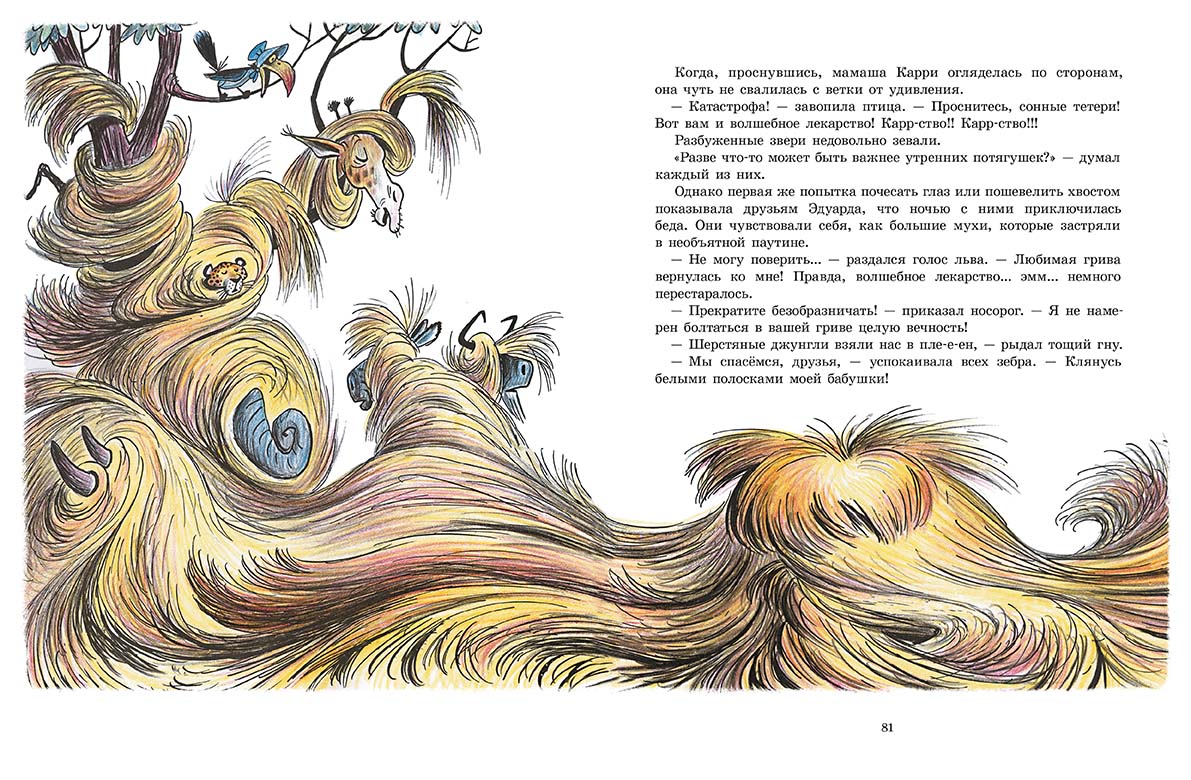 Когда, проснувшись, мамаша Карри огляделась по сторонам,
она чуть не свалилась с ветки от удивления.
— Катастрофа! — завопила птица. — Проснитесь, сонные тетери!
Вот вам и волшебное лекарство! Карр-ство!! Карр-ство!!!
Разбуженные звери недовольно зевали.
«Разве что-то может быть важнее утренних потягушек?» — думал
каждый из них.
Однако первая же попытка почесать глаз или пошевелить хвостом
показывала друзьям Эдуарда, что ночью с ними приключилась
беда. Они чувствовали себя, как большие мухи, которые застряли
в необъятной паутине.
— Не могу поверить... — раздался голос льва. — Любимая грива
вернулась ко мне! Правда, волшебное лекарство... эмм... немного
перестаралось.
— Прекратите безобразничать! — приказал носорог. — Я не наме-
рен болтаться в вашей гриве целую вечность!
— Шерстяные джунгли взяли нас в пле-е-ен, — рыдал тощий гну.
— Мы спасёмся, друзья, — успокаивала всех зебра. — Клянусь
белыми полосками моей бабушки!
81